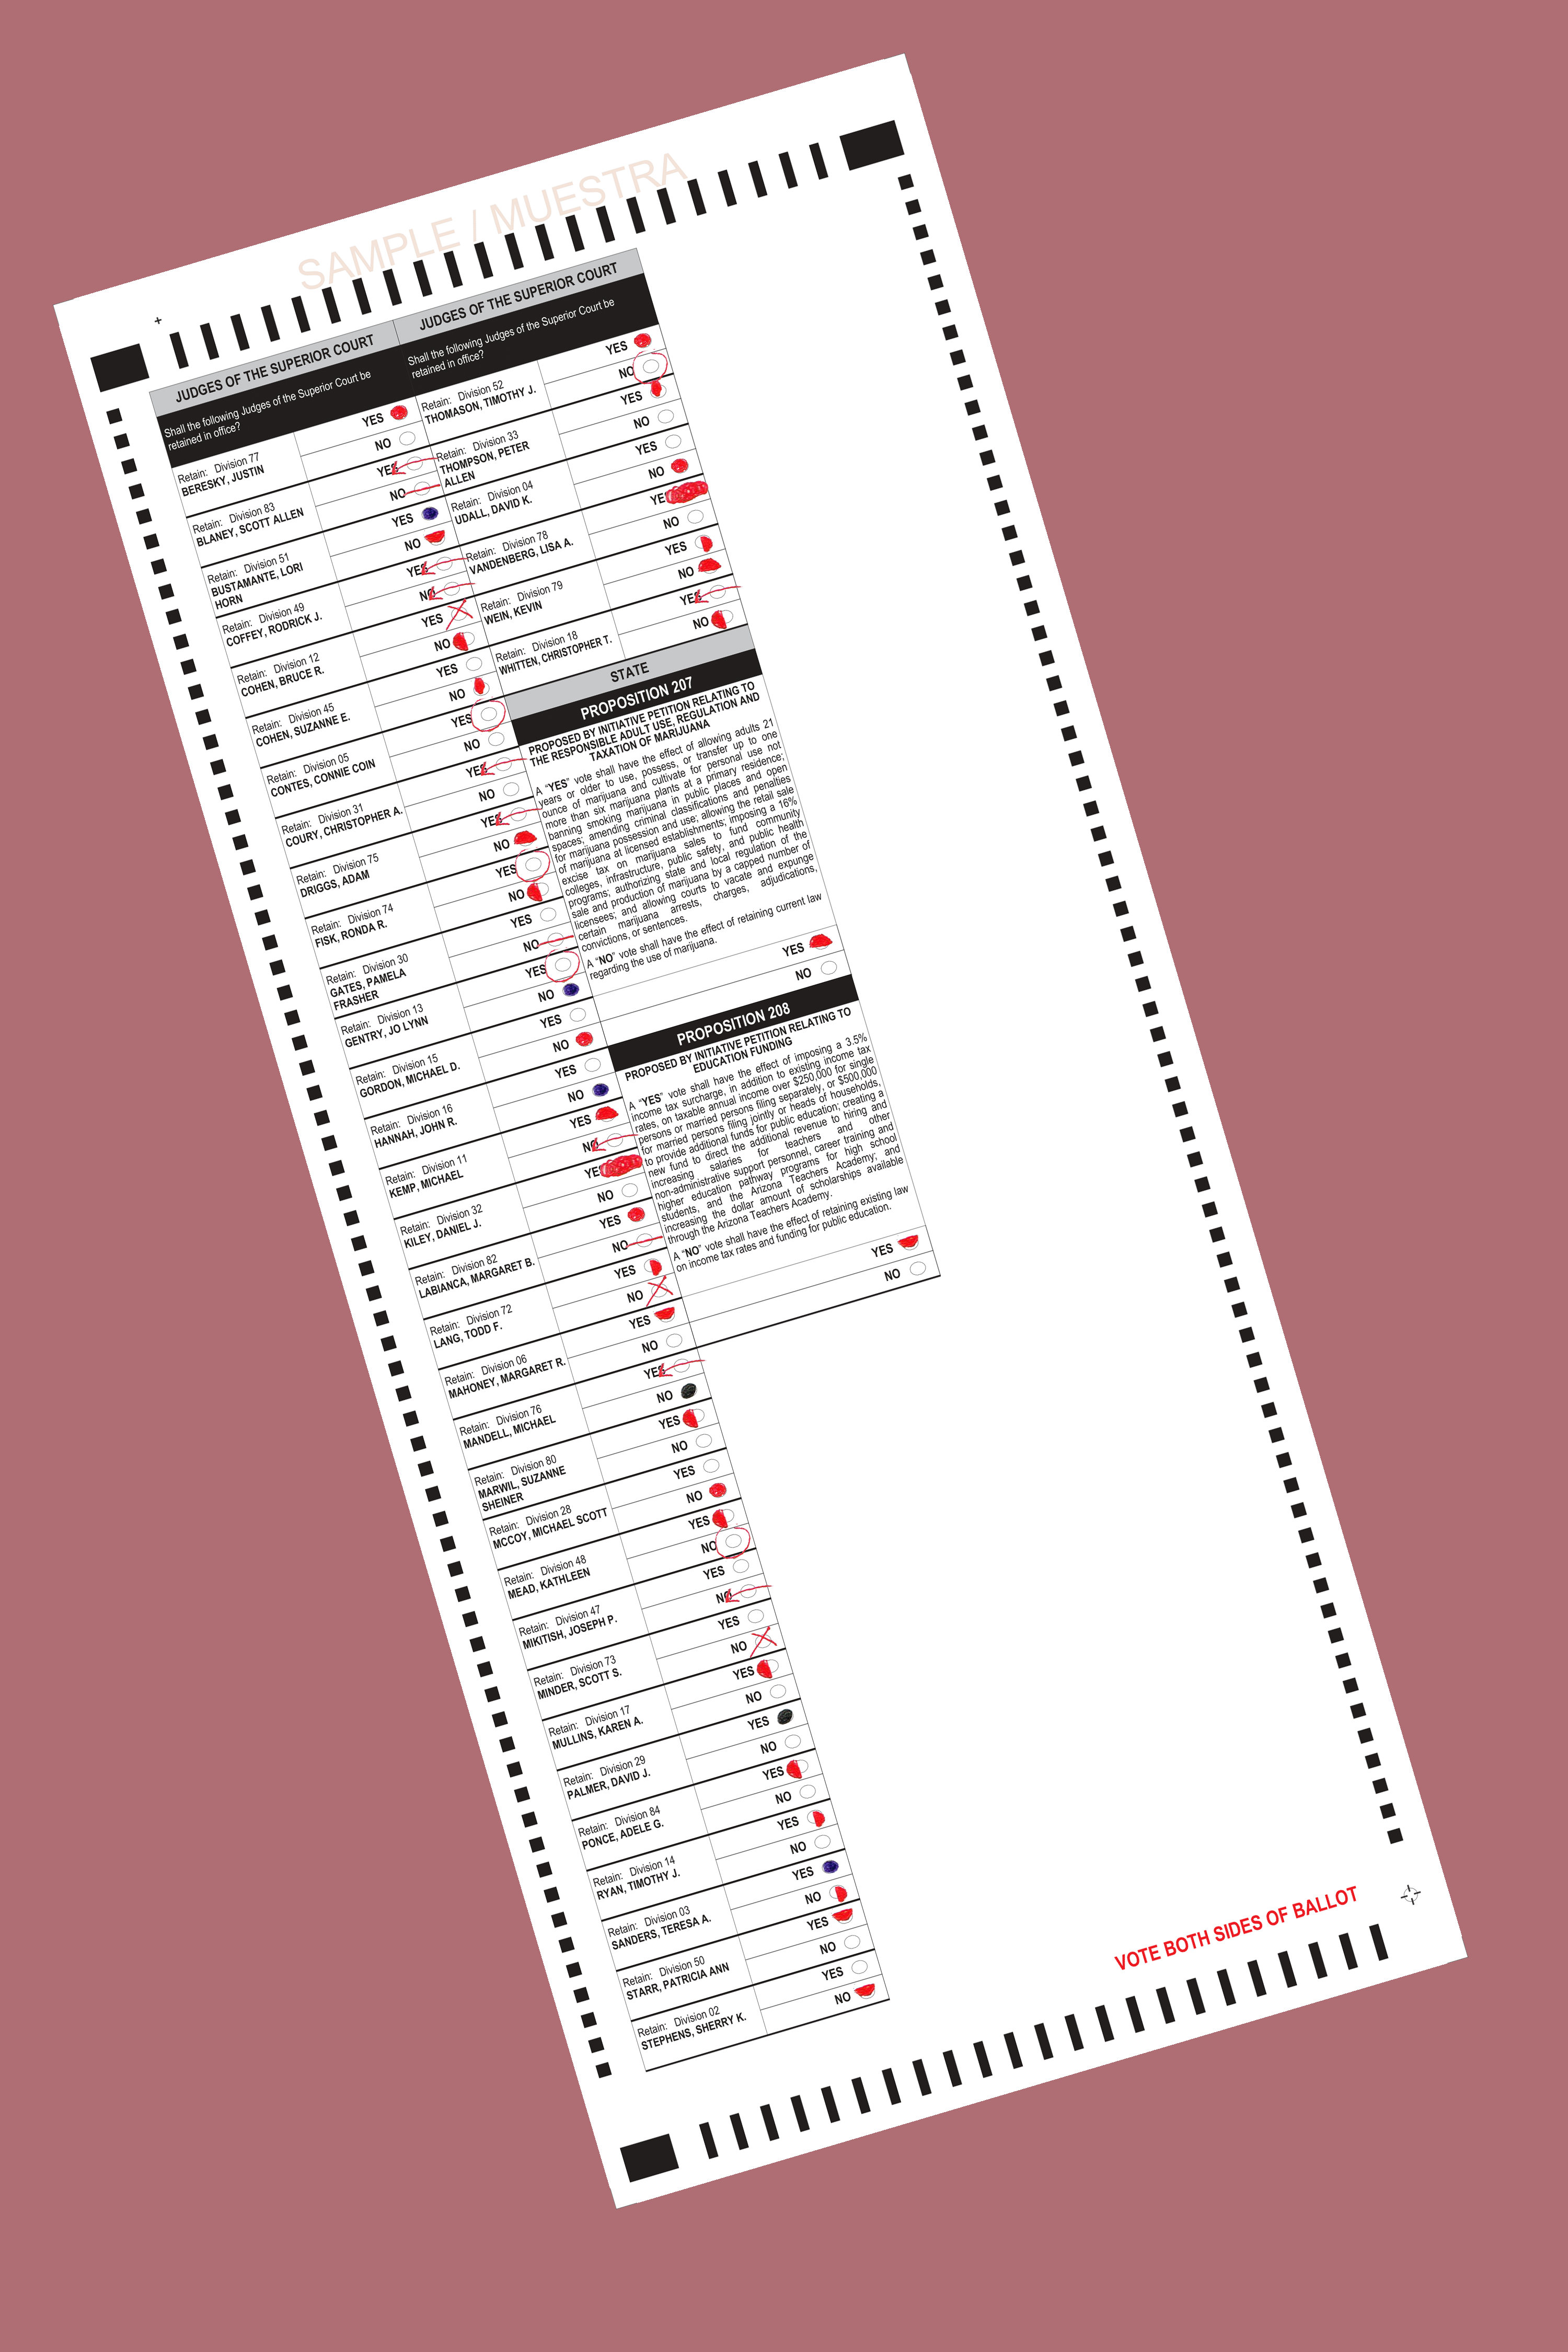 SAMPLE / MUESTRA
JUDGES OF THE SUPERIOR COURT
Shall the following Judges of the Superior Court be
retained in office?
Retain: Division 77
BERESKY, JUSTIN
YES
NO
Retain: Division 83
BLANEY, SCOTT ALLEN
YES
NO
Retain: Division 51
BUSTAMANTE, LORI
HORN
YES
NO
Retain: Division 49
COFFEY, RODRICK J.
YES
NO
Retain: Division 12
COHEN, BRUCE R.
YES
NO
Retain: Division 45
COHEN, SUZANNE E.
YES
NO
Retain: Division 05
CONTES, CONNIE COIN
YES
NO
Retain: Division 31
COURY, CHRISTOPHER A.
YES
NO
Retain: Division 75
DRIGGS, ADAM
YES
NO
Retain: Division 74
FISK, RONDA R.
YES
NO
Retain: Division 30
GATES, PAMELA
FRASHER
YES
NO
Retain: Division 13
GENTRY, JO LYNN
YES
NO
Retain: Division 15
GORDON, MICHAEL D.
YES
NO
Retain: Division 16
HANNAH, JOHN R.
YES
NO
Retain: Division 11
KEMP, MICHAEL
YES
NO
Retain: Division 32
KILEY, DANIEL J.
YES
NO
Retain: Division 82
LABIANCA, MARGARET B.
YES
NO
Retain: Division 72
LANG, TODD F.
YES
NO
Retain: Division 06
MAHONEY, MARGARET R.
YES
NO
Retain: Division 76
MANDELL, MICHAEL
YES
NO
Retain: Division 80
MARWIL, SUZANNE
SHEINER
YES
NO
Retain: Division 28
MCCOY, MICHAEL SCOTT
YES
NO
Retain: Division 48
MEAD, KATHLEEN
YES
NO
Retain: Division 47
MIKITISH, JOSEPH P.
YES
NO
Retain: Division 73
MINDER, SCOTT S.
YES
NO
Retain: Division 17
MULLINS, KAREN A.
YES
NO
Retain: Division 29
PALMER, DAVID J.
YES
NO
Retain: Division 84
PONCE, ADELE G.
YES
NO
Retain: Division 14
RYAN, TIMOTHY J.
YES
NO
Retain: Division 03
SANDERS, TERESA A.
YES
NO
Retain: Division 50
STARR, PATRICIA ANN
YES
NO
Retain: Division 02
STEPHENS, SHERRY K.
YES
NO
JUDGES OF THE SUPERIOR COURT
Shall the following Judges of the Superior Court be
retained in office?
Retain: Division 52
THOMASON, TIMOTHY J.
YES
NO
Retain: Division 33
THOMPSON, PETER
ALLEN
YES
NO
Retain: Division 04
UDALL, DAVID K.
YES
NO
Retain: Division 78
VANDENBERG, LISA A.
YES
NO
Retain: Division 79
WEIN, KEVIN
YES
NO
Retain: Division 18
WHITTEN, CHRISTOPHER T.
YES
NO
STATE
PROPOSITION 207
PROPOSED BY INITIATIVE PETITION RELATING TO
THE RESPONSIBLE ADULT USE, REGULATION AND
TAXATION OF MARIJUANA
A “YES” vote shall have the effect of allowing adults 21
years or older to use, possess, or transfer up to one
ounce of marijuana and cultivate for personal use not
more than six marijuana plants at a primary residence;
banning smoking marijuana in public places and open
spaces; amending criminal classifications and penalties
for marijuana possession and use; allowing the retail sale
of marijuana at licensed establishments; imposing a 16%
excise tax on marijuana sales to fund community
colleges, infrastructure, public safety, and public health
programs; authorizing state and local regulation of the
sale and production of marijuana by a capped number of
licensees; and allowing courts to vacate and expunge
certain marijuana arrests, charges, adjudications,
convictions, or sentences.
A “NO” vote shall have the effect of retaining current law
regarding the use of marijuana.
YES
NO
PROPOSITION 208
PROPOSED BY INITIATIVE PETITION RELATING TO
EDUCATION FUNDING
A “YES” vote shall have the effect of imposing a 3.5%
income tax surcharge, in addition to existing income tax
rates, on taxable annual income over $250,000 for single
persons or married persons filing separately, or $500,000
for married persons filing jointly or heads of households,
to provide additional funds for public education; creating a
new fund to direct the additional revenue to hiring and
increasing salaries for teachers and other
non-administrative support personnel, career training and
higher education pathway programs for high school
students, and the Arizona Teachers Academy; and
increasing the dollar amount of scholarships available
through the Arizona Teachers Academy.
A “NO” vote shall have the effect of retaining existing law
on income tax rates and funding for public education.
YES
NO
VOTE BOTH SIDES OF BALLOT